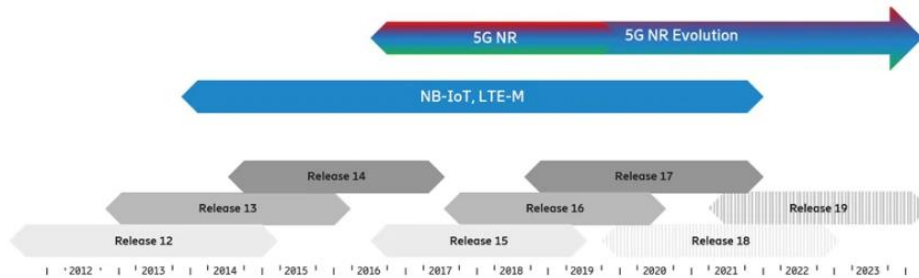 5G NR 5G NR Evolution
NB-IoT, LTE-M
Release 14 Release 17
Release 13 Release 16 Release 19
Release 12 Release 15 Release 18
2012 2013 2014 2015 2016 2017 2018 2019 2020 2021 2022 2023